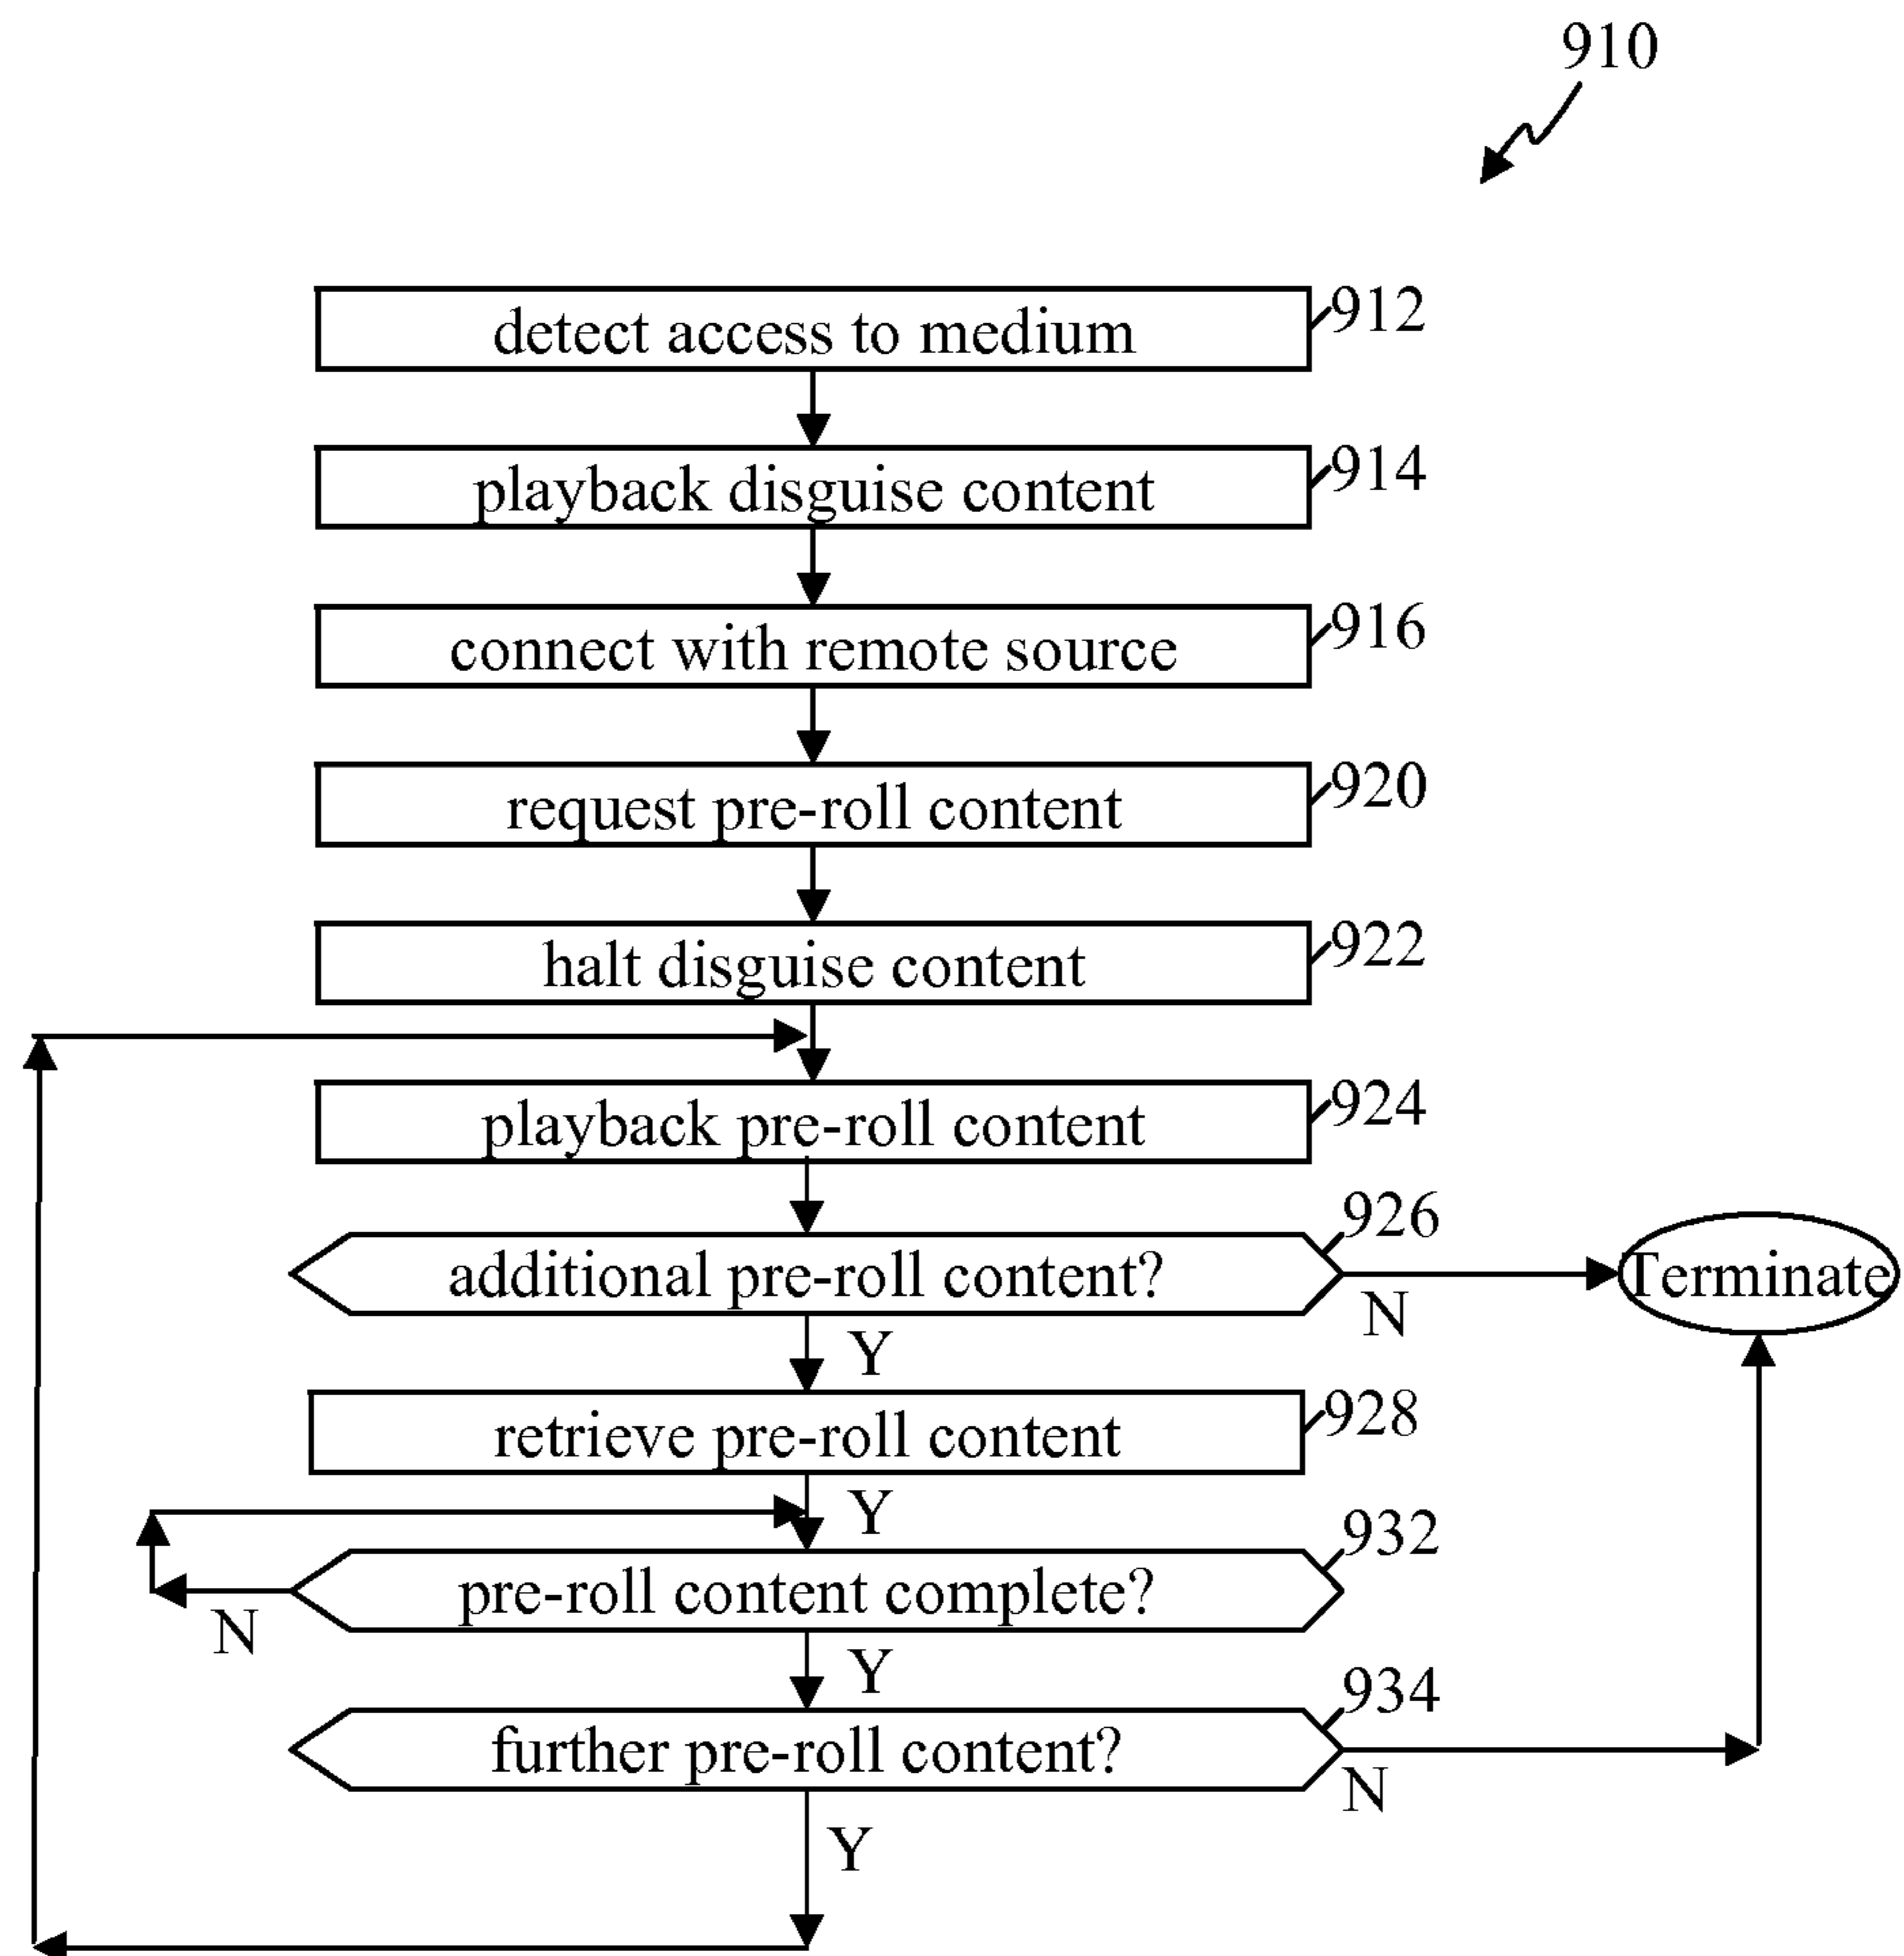 910
detect access to medium
912
playback disguise content
914
connect with remote source
916
request pre-roll content
920
halt disguise content
922
playback pre-roll content
924
additional pre-roll content?
926
N
Terminate
Y
retrieve pre-roll content
928
Y
pre-roll content complete?
932
N
Y
further pre-roll content?
934
N
Y